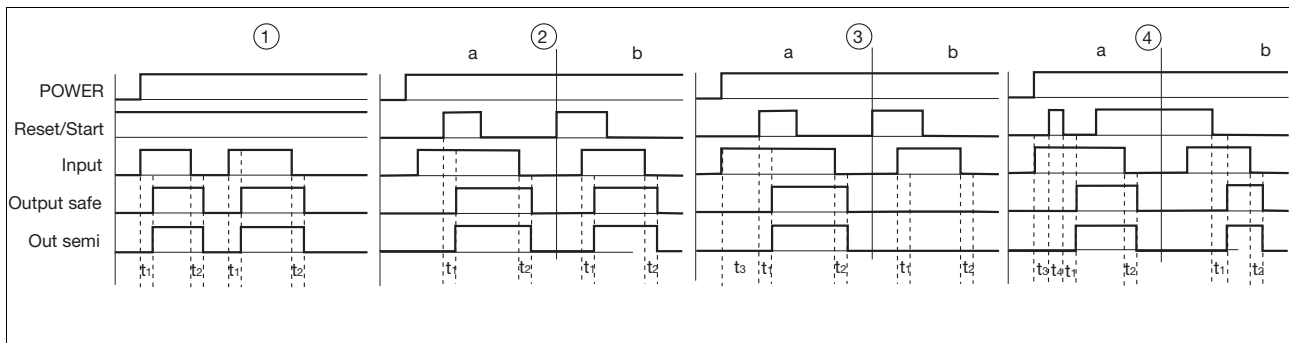 ① ② ③ ④
a b a b a b
POWER
Reset/Start
Input
Output safe
Out semi
t1 t2 t1 t2 t1 t2 t1 t2 t3 t1 t2 t1 t2 t3 t4 t1 t2 t1 t2